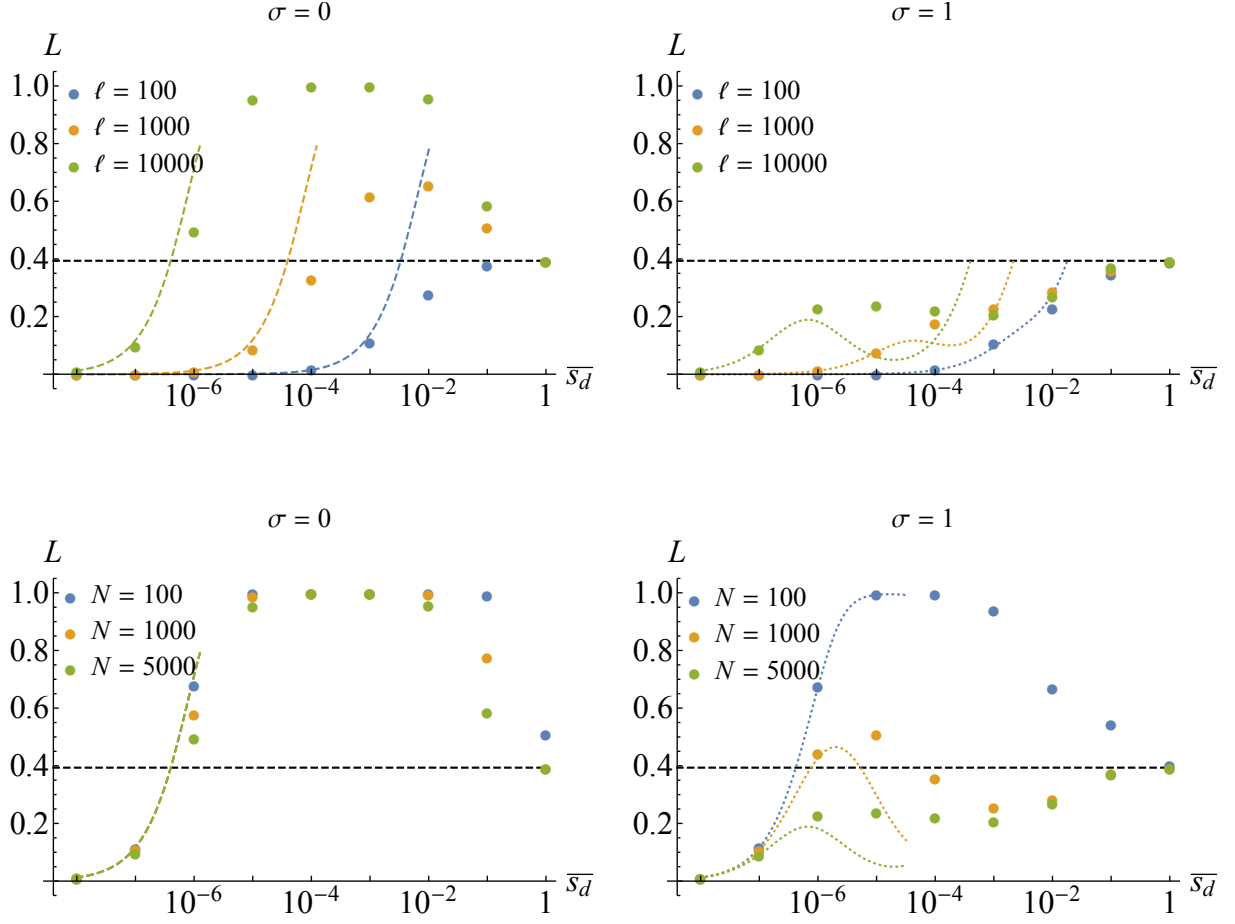 σ = 0
L
1.0
0.8
0.6
0.4
0.2
ℓ = 100
ℓ = 1000
ℓ = 10000
10⁻⁶
10⁻⁴
10⁻²
1
s̅_d̅
σ = 1
L
1.0
0.8
0.6
0.4
0.2
ℓ = 100
ℓ = 1000
ℓ = 10000
10⁻⁶
10⁻⁴
10⁻²
1
s̅_d̅
σ = 0
L
1.0
0.8
0.6
0.4
0.2
N = 100
N = 1000
N = 5000
10⁻⁶
10⁻⁴
10⁻²
1
s̅_d̅
σ = 1
L
1.0
0.8
0.6
0.4
0.2
N = 100
N = 1000
N = 5000
10⁻⁶
10⁻⁴
10⁻²
1
s̅_d̅